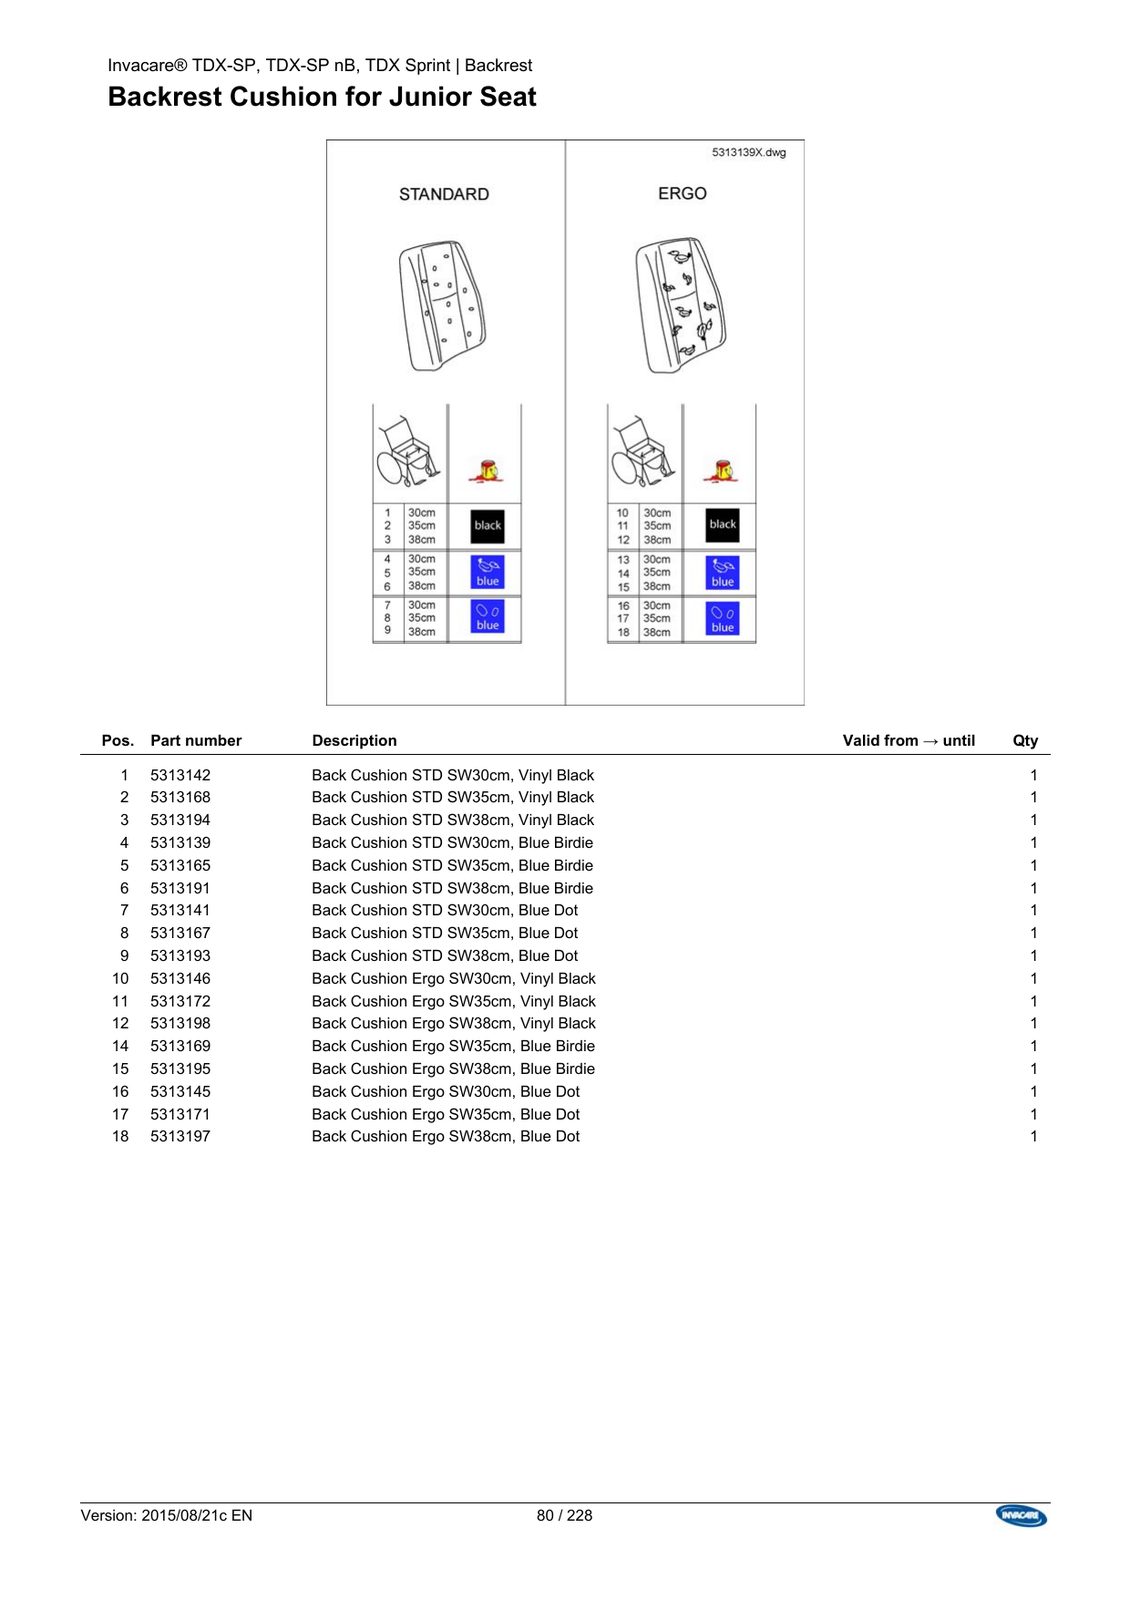 Invacare® TDX-SP, TDX-SP nB, TDX Sprint | Backrest
Backrest Cushion for Junior Seat
5313139X.dwg
STANDARD
ERGO
1 30cm
2 35cm
3 38cm
black
4 30cm
5 35cm
6 38cm
blue
7 30cm
8 35cm
9 38cm
blue
10 30cm
11 35cm
12 38cm
black
13 30cm
14 35cm
15 38cm
blue
16 30cm
17 35cm
18 38cm
blue
Pos. Part number Description Valid from → until Qty
1 5313142 Back Cushion STD SW30cm, Vinyl Black 1
2 5313168 Back Cushion STD SW35cm, Vinyl Black 1
3 5313194 Back Cushion STD SW38cm, Vinyl Black 1
4 5313139 Back Cushion STD SW30cm, Blue Birdie 1
5 5313165 Back Cushion STD SW35cm, Blue Birdie 1
6 5313191 Back Cushion STD SW38cm, Blue Birdie 1
7 5313141 Back Cushion STD SW30cm, Blue Dot 1
8 5313167 Back Cushion STD SW35cm, Blue Dot 1
9 5313193 Back Cushion STD SW38cm, Blue Dot 1
10 5313146 Back Cushion Ergo SW30cm, Vinyl Black 1
11 5313172 Back Cushion Ergo SW35cm, Vinyl Black 1
12 5313198 Back Cushion Ergo SW38cm, Vinyl Black 1
14 5313169 Back Cushion Ergo SW35cm, Blue Birdie 1
15 5313195 Back Cushion Ergo SW38cm, Blue Birdie 1
16 5313145 Back Cushion Ergo SW30cm, Blue Dot 1
17 5313171 Back Cushion Ergo SW35cm, Blue Dot 1
18 5313197 Back Cushion Ergo SW38cm, Blue Dot 1
Version: 2015/08/21c EN 80 / 228
INVACARE